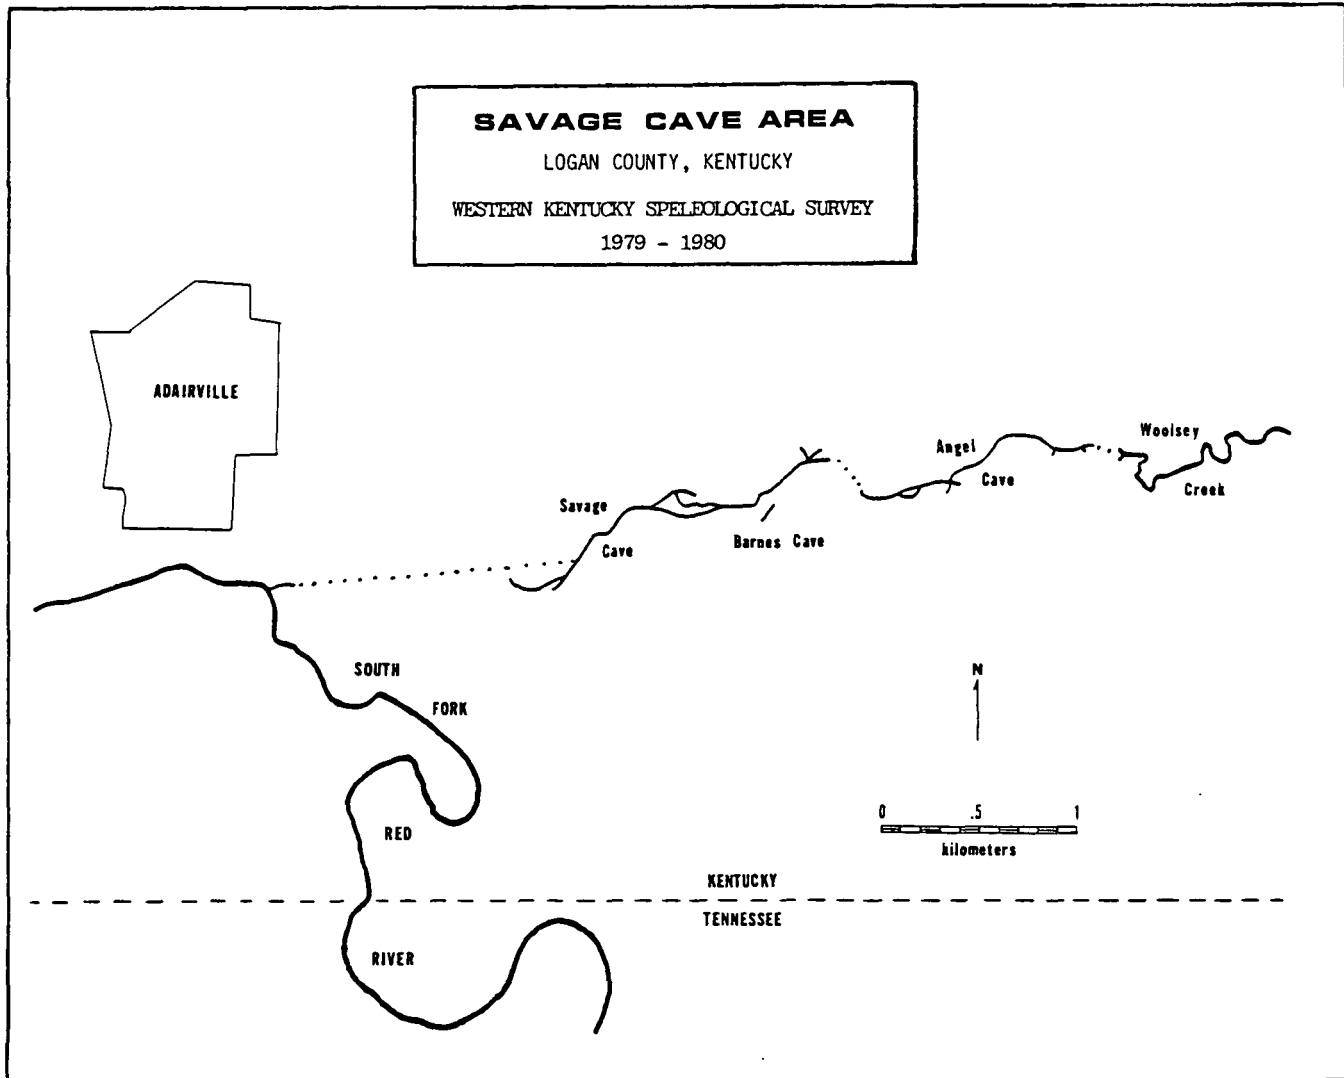 SAVAGE CAVE AREA
LOGAN COUNTY, KENTUCKY
WESTERN KENTUCKY SPELEOLOGICAL SURVEY
1979 - 1980
ADAIRVILLE
Savage
Cave
Barnes Cave
Angel
Cave
Woolsey
Creek
SOUTH
FORK
RED
RIVER
N
0 .5 1
kilometers
KENTUCKY
TENNESSEE